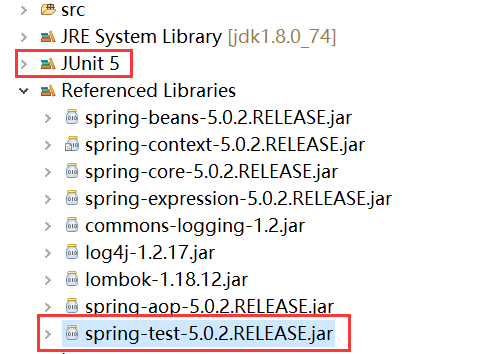 src
JRE System Library [jdk1.8.0_74]
JUnit 5
Referenced Libraries
spring-beans-5.0.2.RELEASE.jar
spring-context-5.0.2.RELEASE.jar
spring-core-5.0.2.RELEASE.jar
spring-expression-5.0.2.RELEASE.jar
commons-logging-1.2.jar
log4j-1.2.17.jar
lombok-1.18.12.jar
spring-aop-5.0.2.RELEASE.jar
spring-test-5.0.2.RELEASE.jar